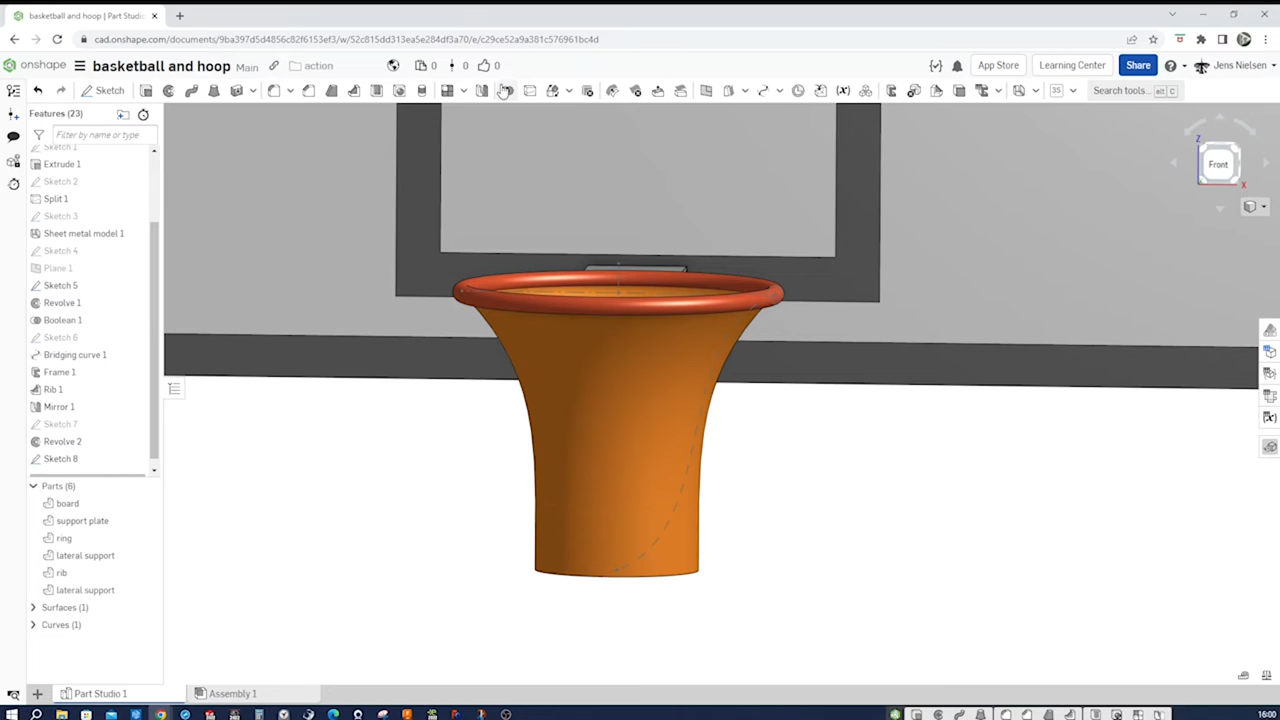 basketball and hoop | Part Studio
cad.onshape.com/documents/9ba397d5d4856c82f6153ef3/w/52c815dd313ea5e284df3a70/e/c29ce52a9a381c576961bc4d
onshape
basketball and hoop
Main
action
0
0
0
App Store
Learning Center
Share
Jens Nielsen
Sketch
Search tools...
alt C
Features (23)
Filter by name or type
Sketch 1
Extrude 1
Sketch 2
Split 1
Sketch 3
Sheet metal model 1
Sketch 4
Plane 1
Sketch 5
Revolve 1
Boolean 1
Sketch 6
Bridging curve 1
Frame 1
Rib 1
Mirror 1
Sketch 7
Revolve 2
Sketch 8
Parts (6)
board
support plate
ring
lateral support
rib
lateral support
Surfaces (1)
Curves (1)
Z
Front
X
Part Studio 1
Assembly 1
16:00